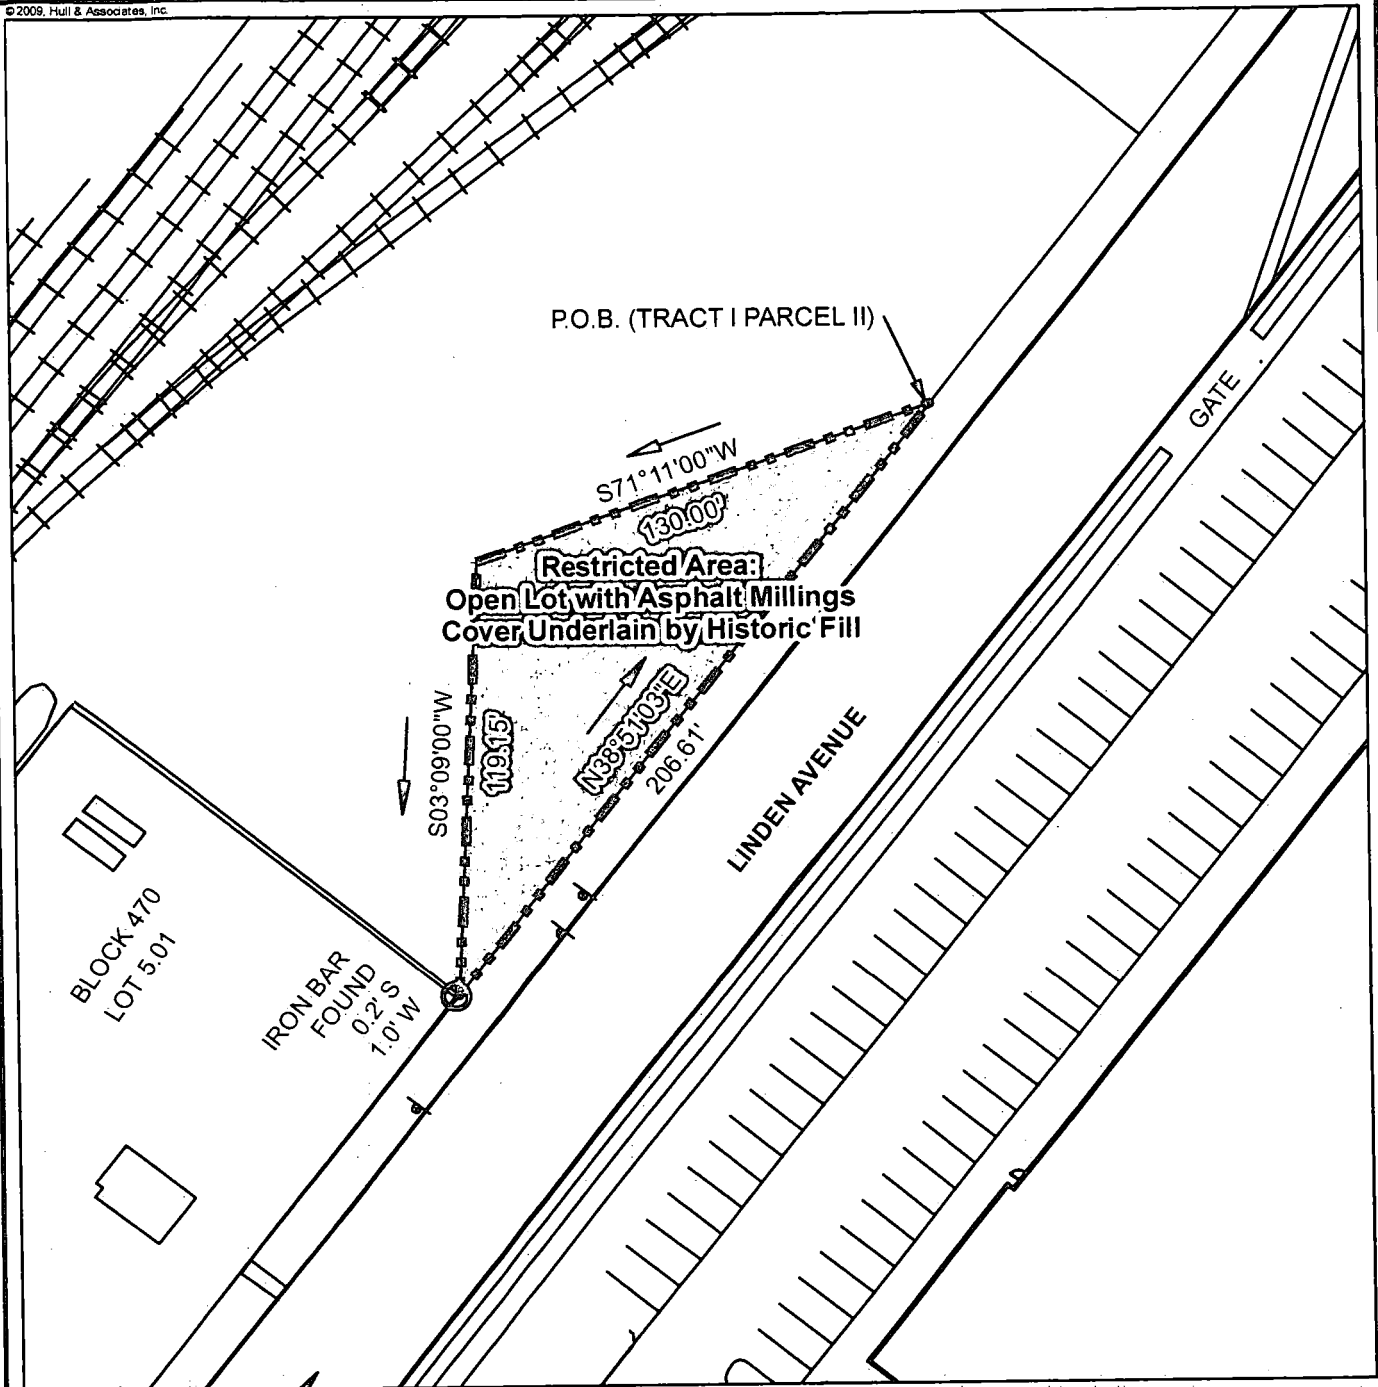 ©2009, Hull & Associates, Inc.
P.O.B. (TRACT I PARCEL II)
GATE
S71°11'00"W
130.00'
Restricted Area:
Open Lot with Asphalt Millings
Cover Underlain by Historic Fill
S03°09'00"W
119.15'
N38°51'03"E
206.61'
LINDEN AVENUE
BLOCK 470
LOT 5.01
IRON BAR
FOUND
0.2' S
1.0' W